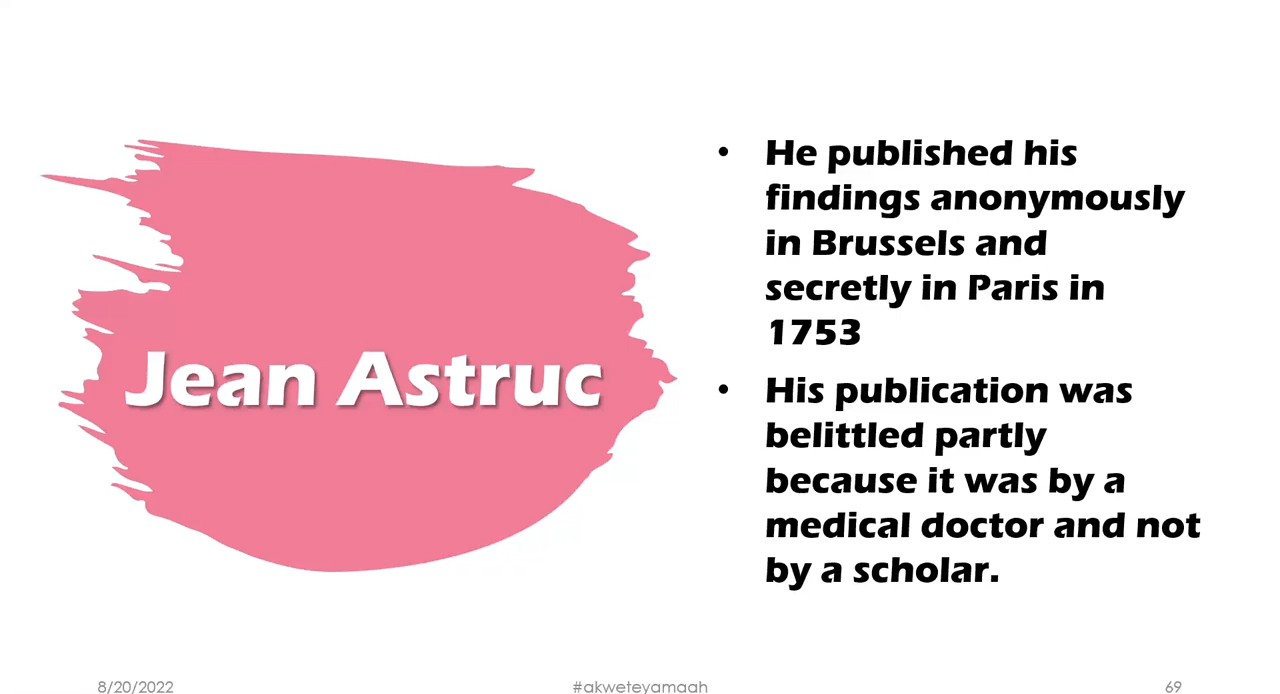 Jean Astruc
• He published his
findings anonymously
in Brussels and
secretly in Paris in
1753
• His publication was
belittled partly
because it was by a
medical doctor and not
by a scholar.
8/20/2022
#akweteyamaah
69